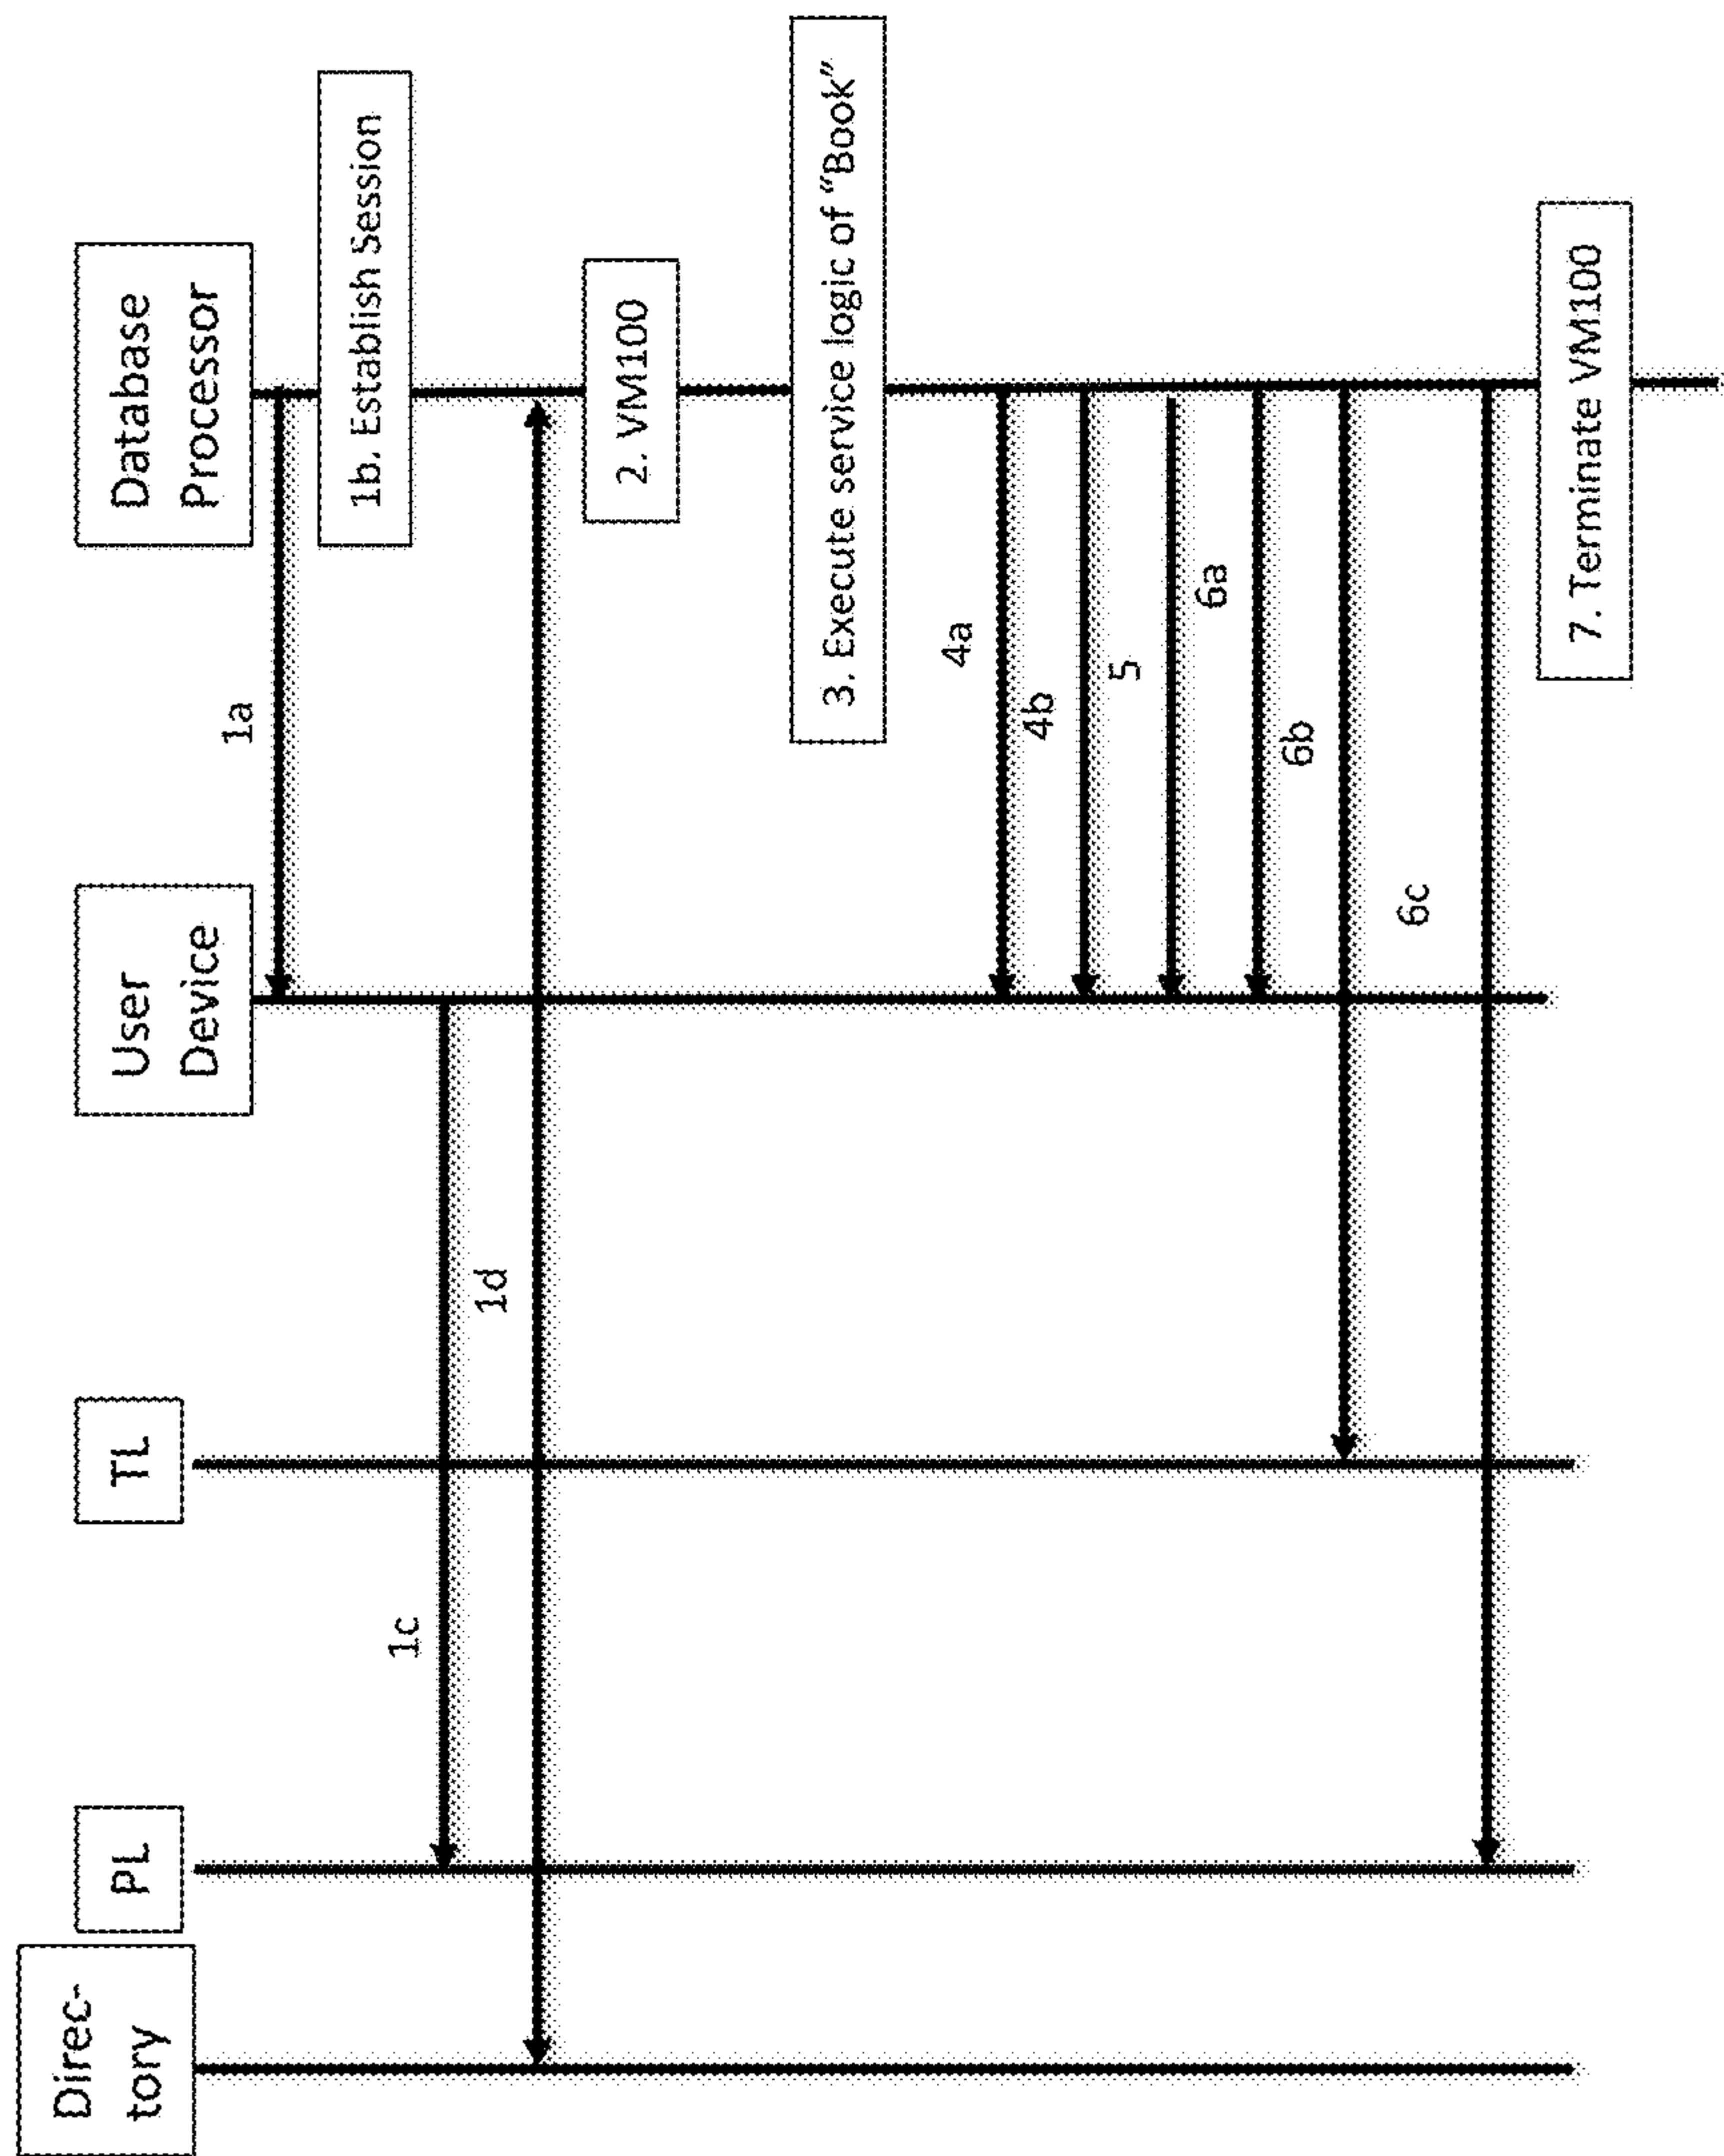 Direc-
tory
PL
TL
User
Device
Database
Processor
1a
1b. Establish Session
1c
1d
2. VM100
3. Execute service logic of “Book”
4a
4b
5
6a
6b
6c
7. Terminate VM100